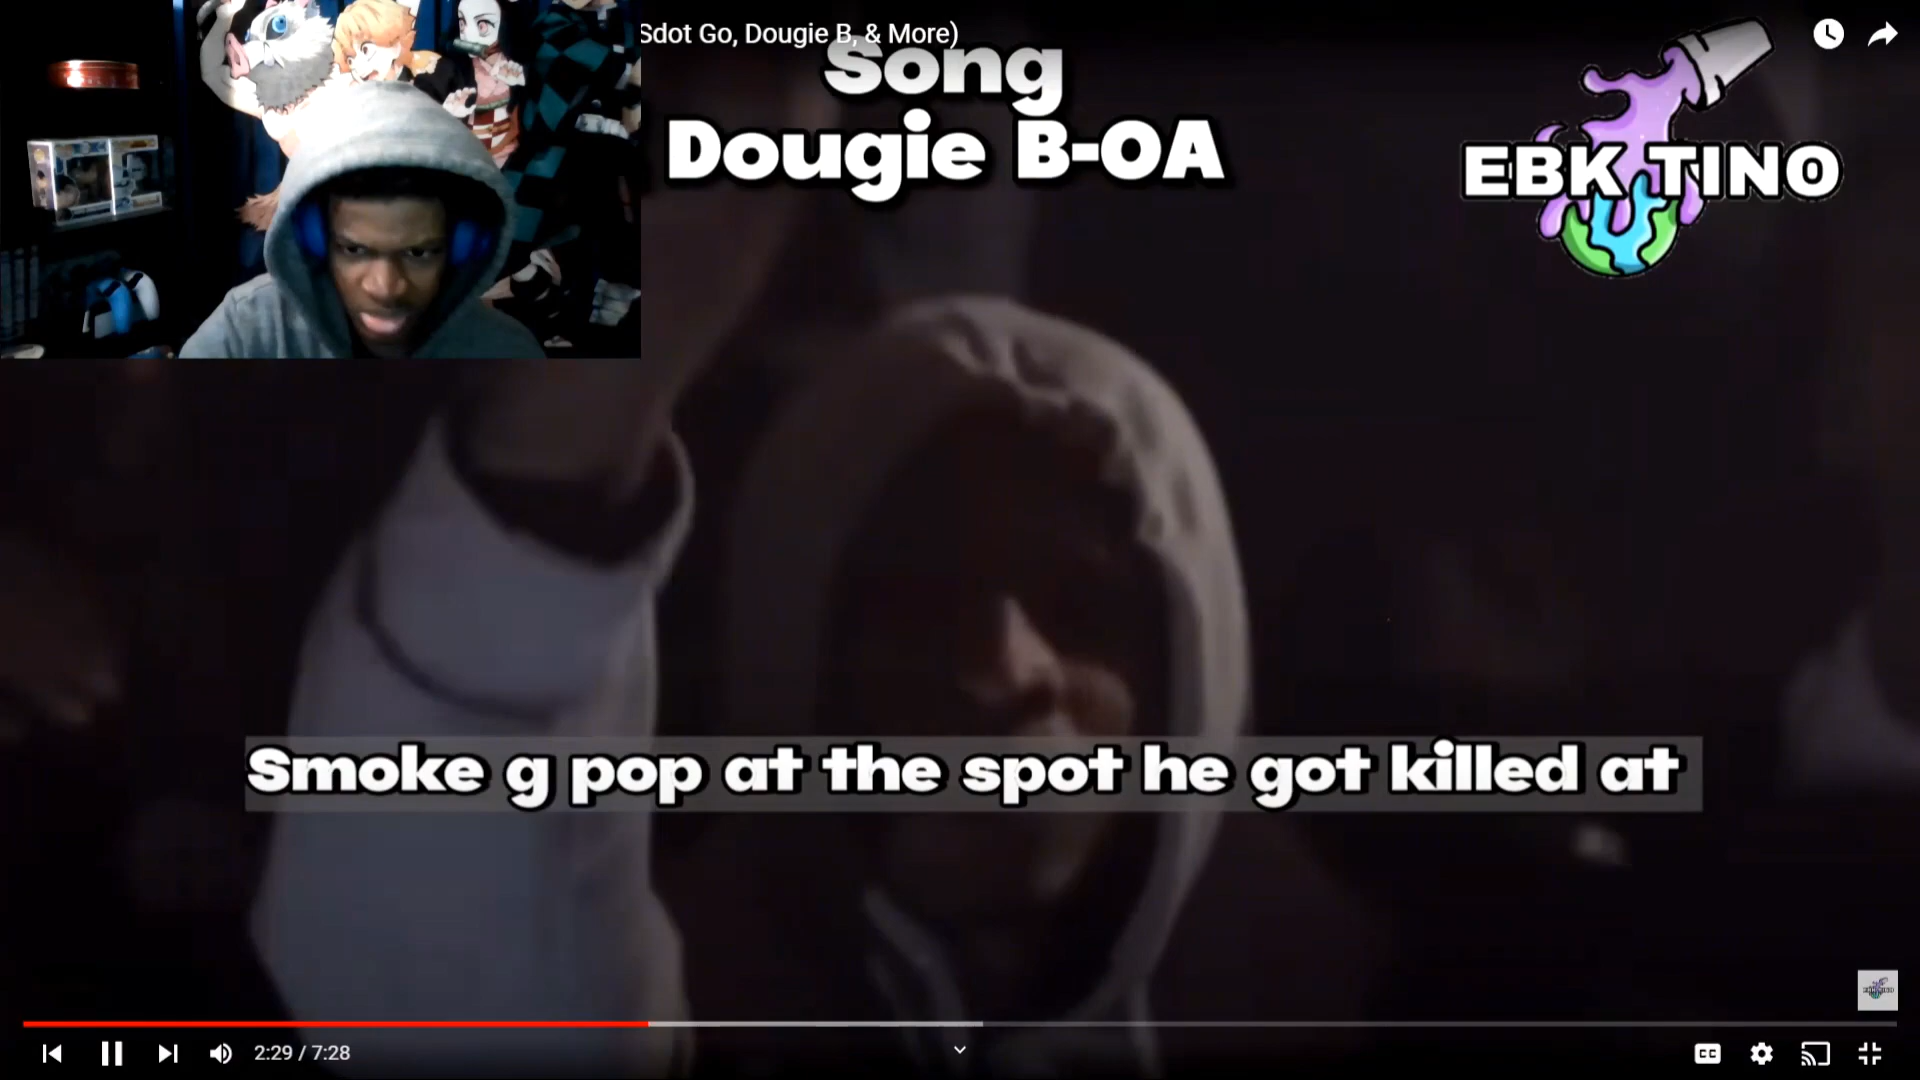 Sdot Go, Dougie B, & More)
Song
Dougie B-OA
EBK TINO
Smoke g pop at the spot he got killed at
2:29 / 7:28
CC